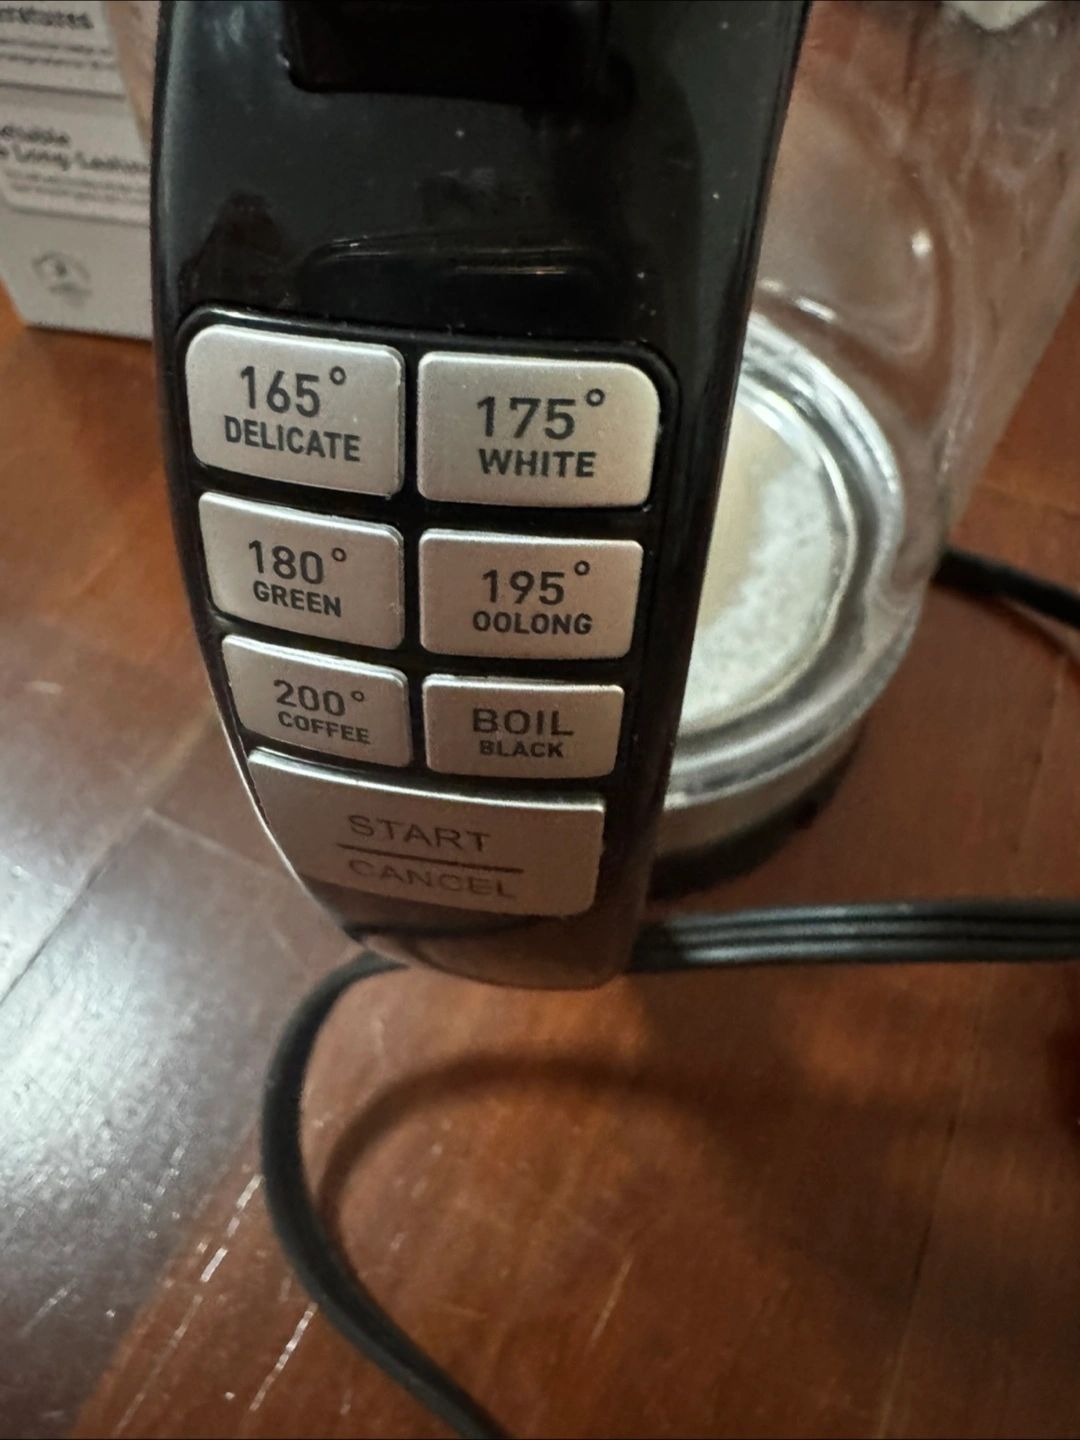 165°
DELICATE
175°
WHITE
180°
GREEN
195°
OOLONG
200°
COFFEE
BOIL
BLACK
START
CANCEL